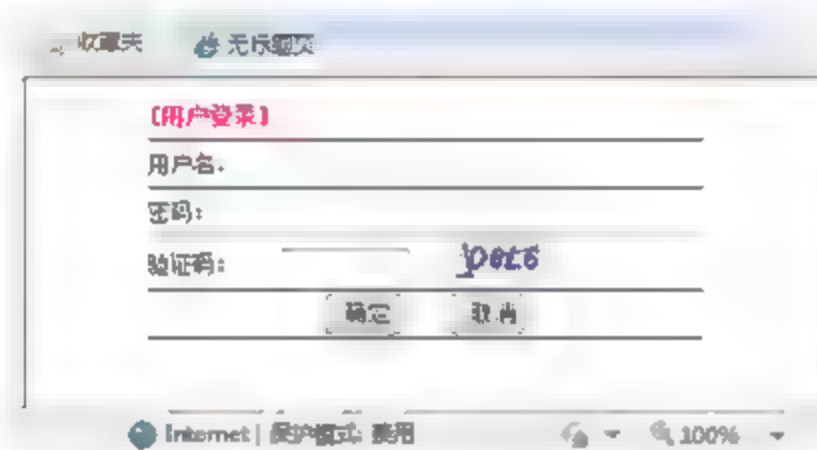 收藏夹 无标题页
[用户登录]
用户名:
密码:
验证码:
确定 取消
Internet | 保护模式: 禁用 100%